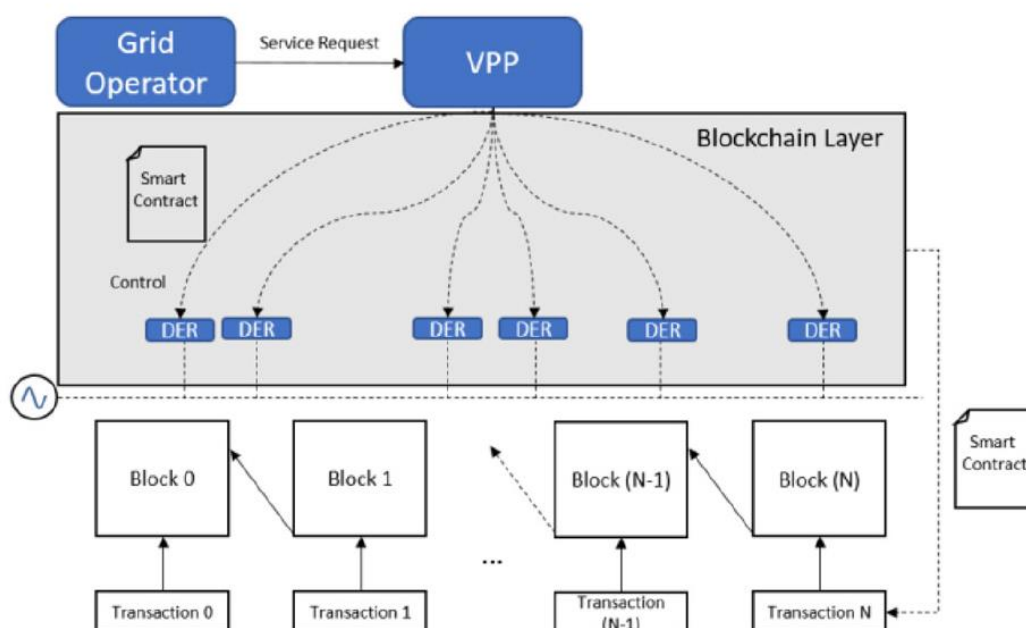 Grid
Operator
Service Request
VPP
Blockchain Layer
Smart
Contract
Control
DER
DER
DER
DER
DER
DER
Smart
Contract
Block 0
Block 1
Block (N-1)
Block (N)
...
Transaction 0
Transaction 1
Transaction
(N-1)
Transaction N